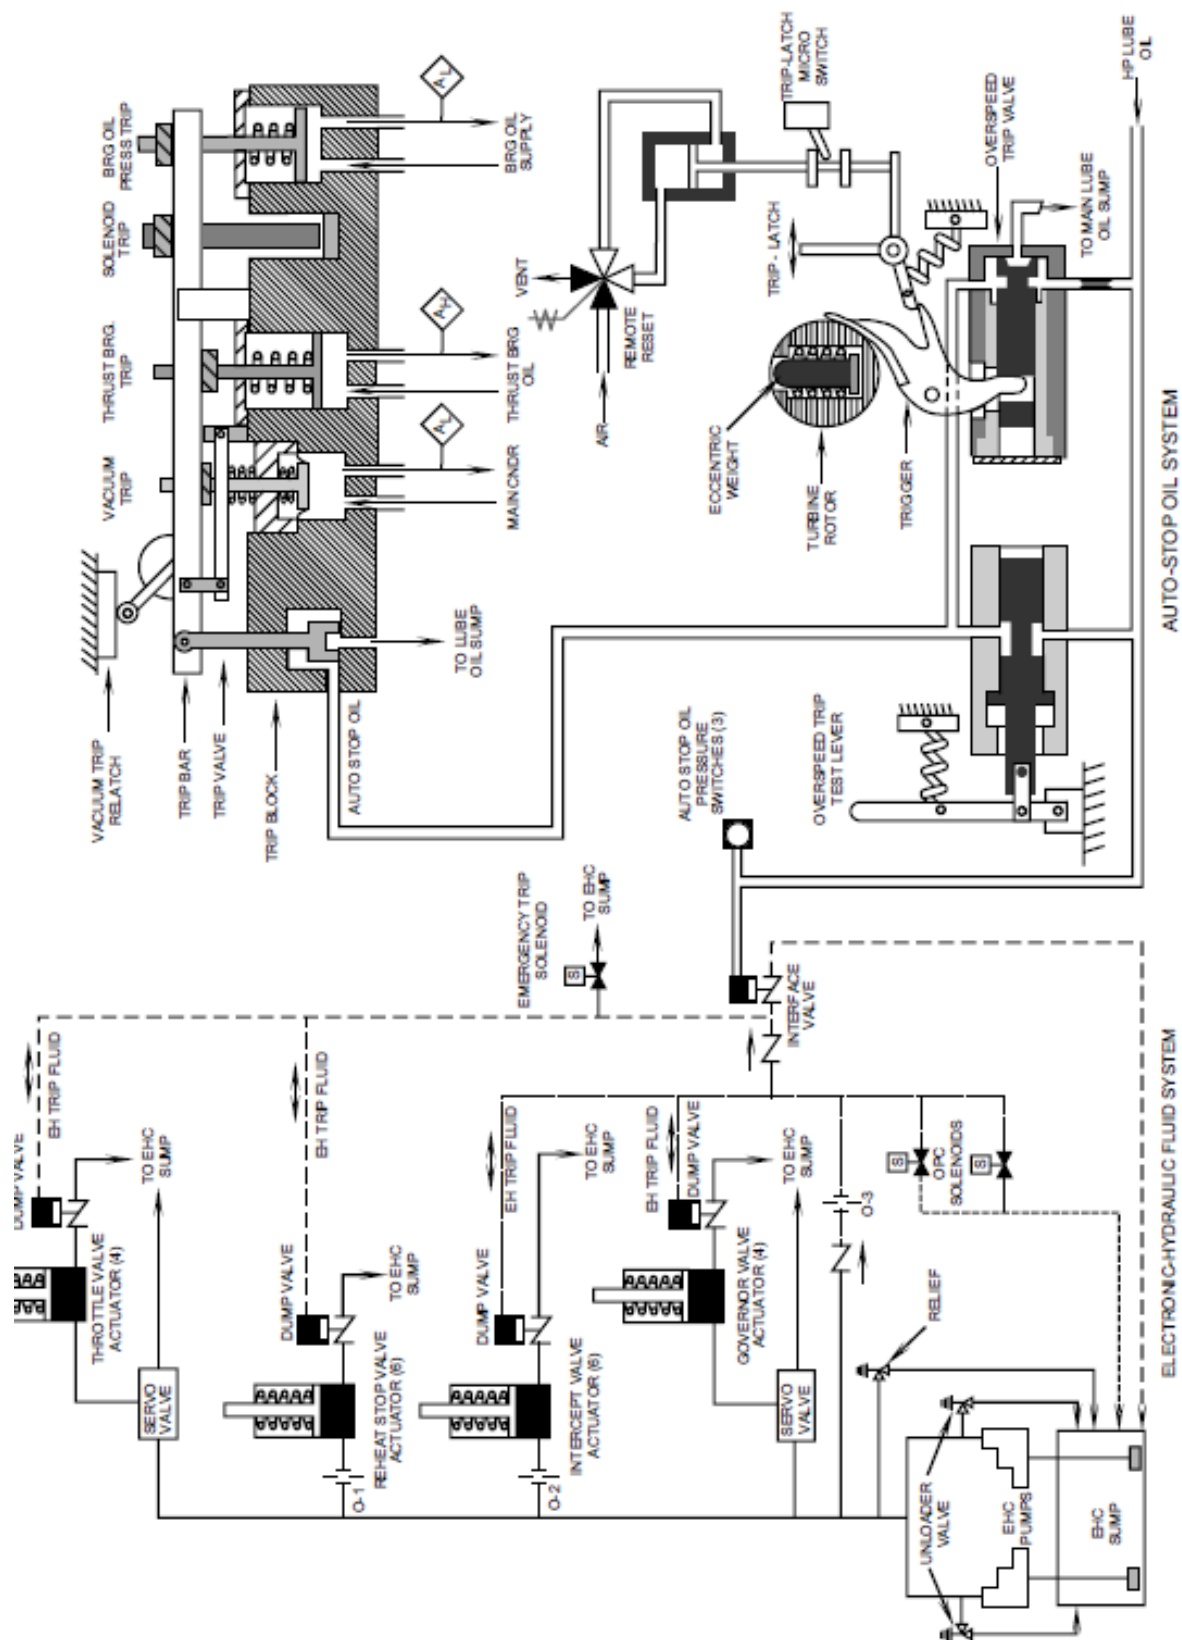 VACUUM TRIP
RELATCH
TRIP BAR
TRIP VALVE
TRIP BLOCK
VACUUM
TRIP
THRUST BRG.
TRIP
SOLENOID
TRIP
BRG OIL
PRESS TRIP
AL
AH
AL
AUTO STOP OIL
TO LUBE
OIL SUMP
MAIN CNDR
THRUST BRG
OIL
BRG OIL
SUPPLY
AIR
REMOTE
RESET
VENT
TRIP-LATCH
MICRO
SWITCH
TRIP - LATCH
ECCENTRIC
WEIGHT
TURBINE
ROTOR
TRIGGER
OVERSPEED
TRIP VALVE
TO MAIN LUBE
OIL SUMP
HP LUBE
OIL
AUTO STOP OIL
PRESSURE
SWITCHES (3)
OVERSPEED TRIP
TEST LEVER
AUTO-STOP OIL SYSTEM
DUMP VALVE
EH TRIP FLUID
THROTTLE VALVE
ACTUATOR (4)
TO EHC
SUMP
SERVO
VALVE
EH TRIP FLUID
DUMP VALVE
TO EHC
SUMP
REHEAT STOP VALVE
ACTUATOR (6)
O-1
EMERGENCY TRIP
SOLENOID
S
TO EHC
SUMP
EH TRIP FLUID
DUMP VALVE
TO EHC
SUMP
INTERCEPT VALVE
ACTUATOR (6)
O-2
INTERFACE
VALVE
EH TRIP FLUID
DUMP VALVE
TO EHC
SUMP
GOVERNOR VALVE
ACTUATOR (4)
SERVO
VALVE
O-3
S
OPC
SOLENOIDS
S
RELIEF
UNLOADER
VALVE
EHC
PUMPS
EHC
SUMP
ELECTRONIC-HYDRAULIC FLUID SYSTEM